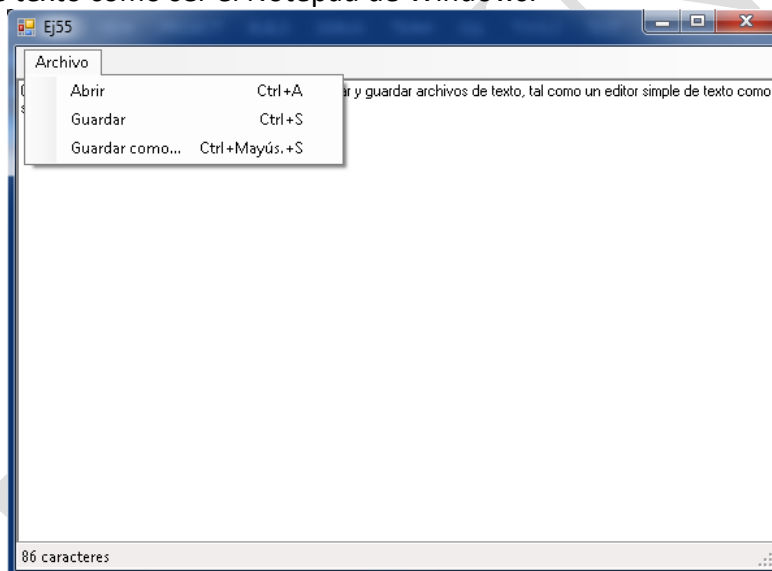 texto como ser el Notepad de Windows.
Ej55
Archivo
Abrir Ctrl+A
y guardar archivos de texto, tal como un editor simple de texto como
Guardar Ctrl+S
Guardar como... Ctrl+Mayús.+S
86 caracteres